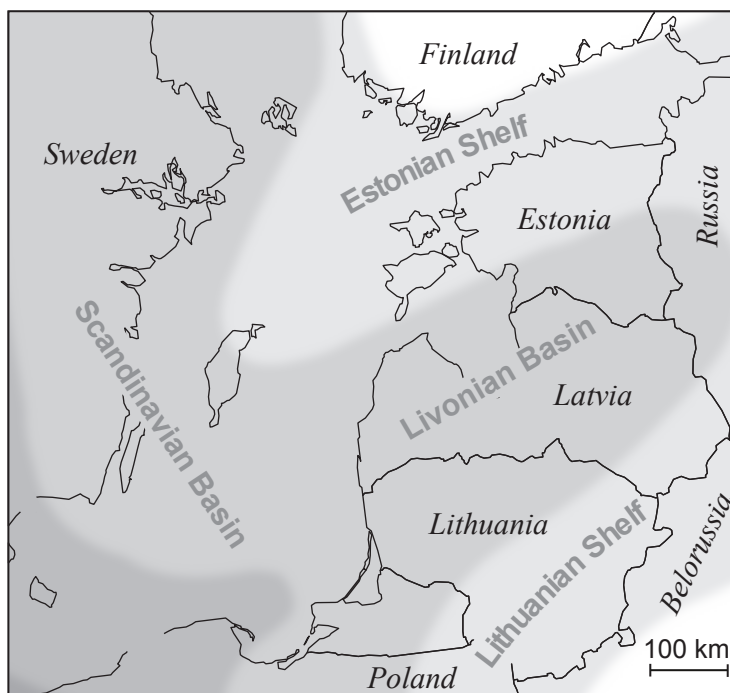 Finland
Sweden
Estonian Shelf
Estonia
Russia
Scandinavian Basin
Livonian Basin
Latvia
Lithuania
Lithuanian Shelf
Belorussia
100 km
Poland